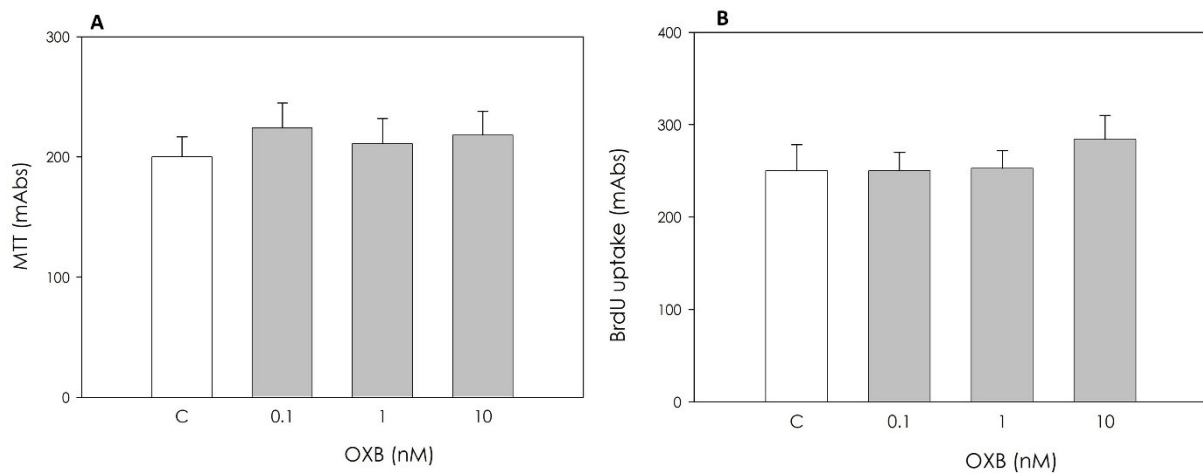 A
300
200
100
0
MTT (mAbs)
C 0.1 1 10
OXB (nM)
B
400
300
200
100
0
BrdU uptake (mAbs)
C 0.1 1 10
OXB (nM)